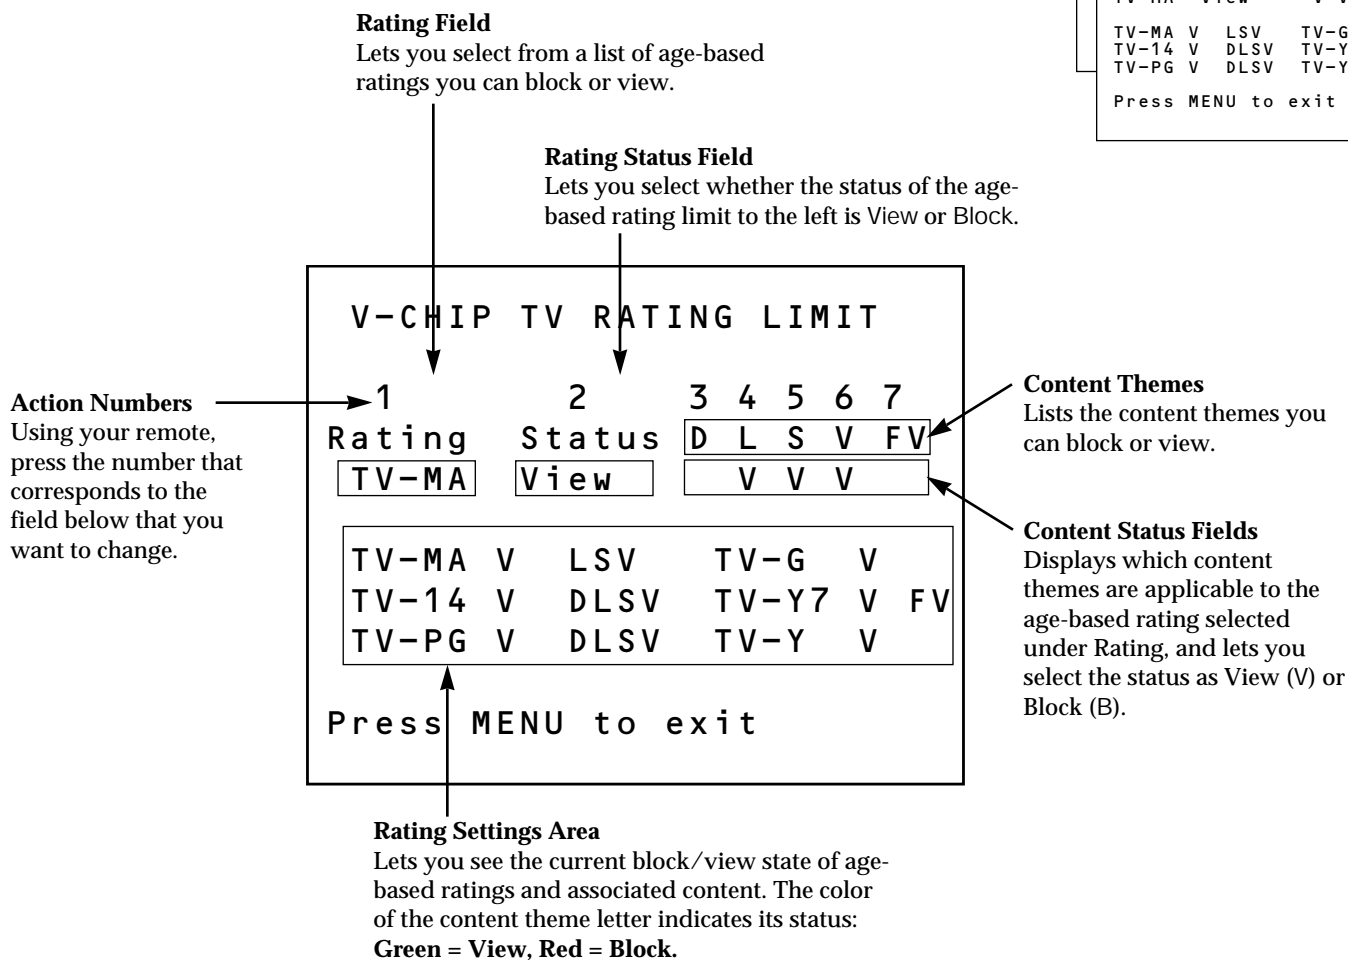 Rating Field
Lets you select from a list of age-based
ratings you can block or view.
TV-MA V LSV TV-G
TV-14 V DLSV TV-Y
TV-PG V DLSV TV-Y
Press MENU to exit
Rating Status Field
Lets you select whether the status of the age-
based rating limit to the left is View or Block.
V-CHIP TV RATING LIMIT
1 2 3 4 5 6 7
Rating Status D L S V FV
TV-MA View V V V
TV-MA V LSV TV-G V
TV-14 V DLSV TV-Y7 V FV
TV-PG V DLSV TV-Y V
Press MENU to exit
Action Numbers
Using your remote,
press the number that
corresponds to the
field below that you
want to change.
Content Themes
Lists the content themes you
can block or view.
Content Status Fields
Displays which content
themes are applicable to the
age-based rating selected
under Rating, and lets you
select the status as View (V) or
Block (B).
Rating Settings Area
Lets you see the current block/view state of age-
based ratings and associated content. The color
of the content theme letter indicates its status:
Green = View, Red = Block.